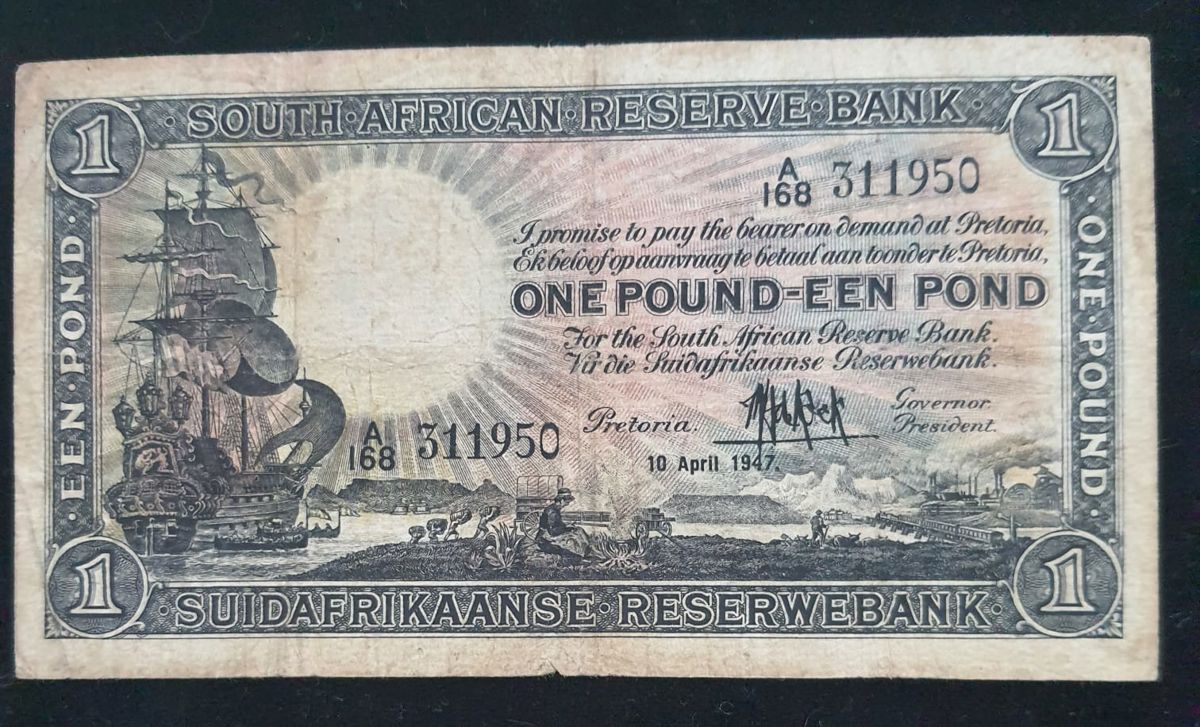 1 SOUTH·AFRICAN·RESERVE·BANK 1
A
168 311950
I promise to pay the bearer on demand at Pretoria,
Ek beloof op aanvraag te betaal aan toonder te Pretoria,
ONE POUND-EEN POND
For the South African Reserve Bank.
Vir die Suidafrikaanse Reserwebank.
Pretoria.
Governor
President.
10 April 1947.
A
168 311950
EEN·POND
ONE·POUND
1 SUIDAFRIKAANSE·RESERWEBANK 1